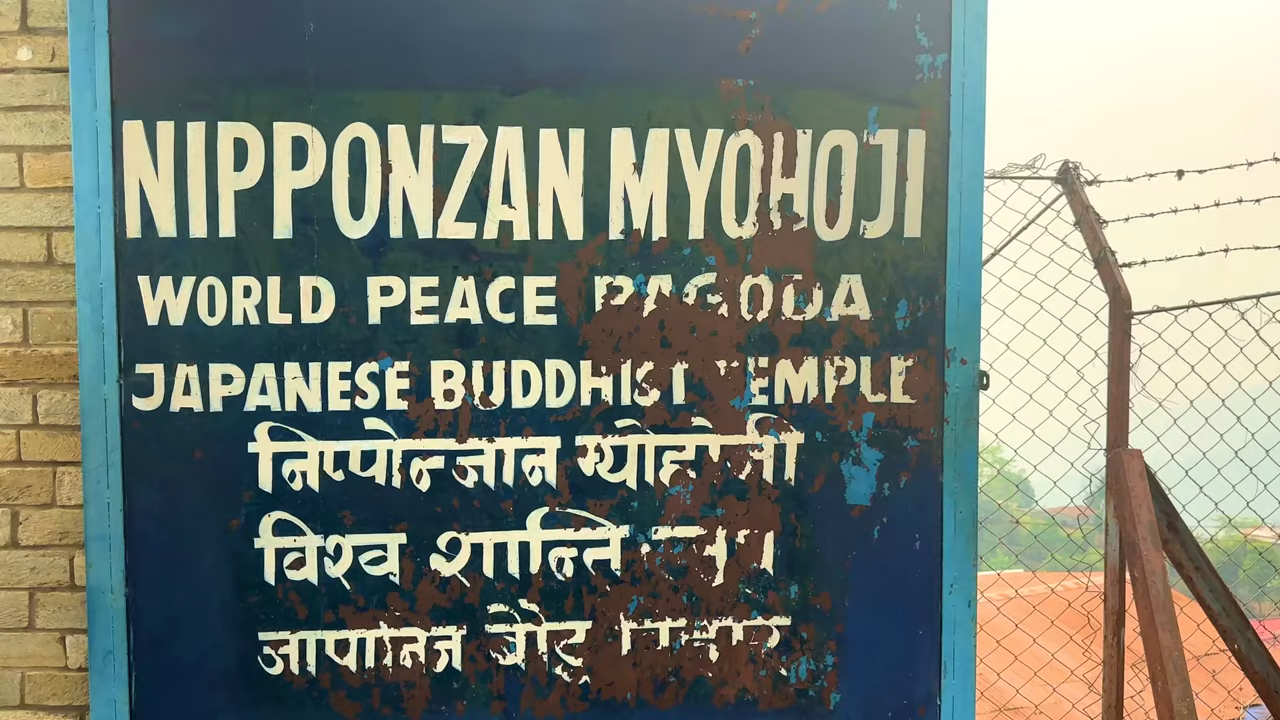 NIPPONZAN MYOHOJI
WORLD PEACE PAGODA
JAPANESE BUDDHIST TEMPLE
निप्पोन्जान म्योहोजी
विश्व शान्ति
जापानिज बौद्ध